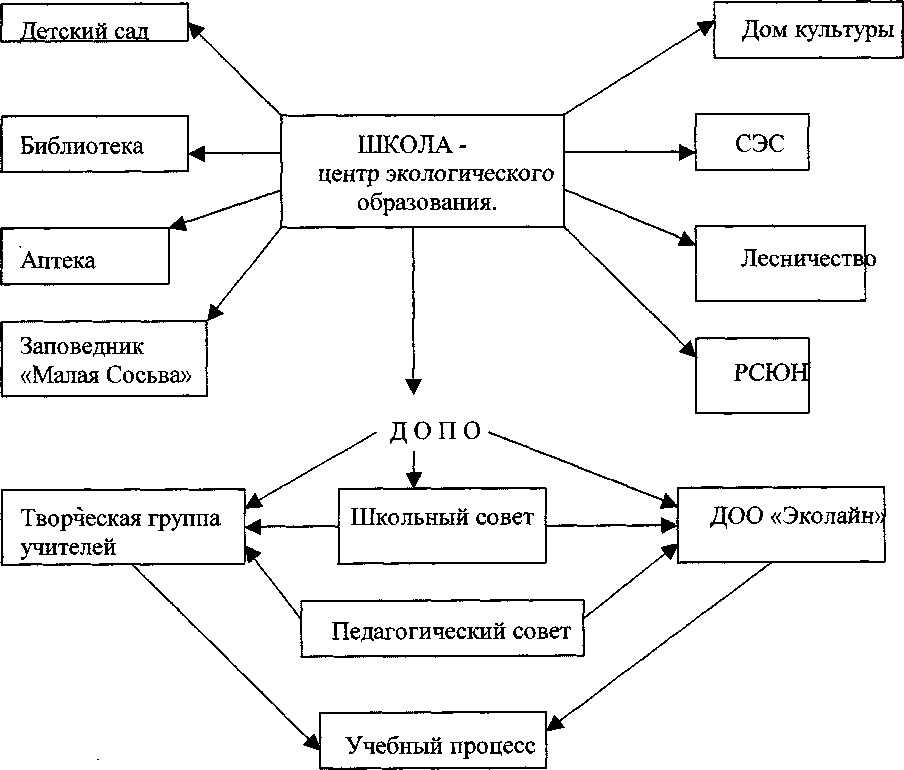 Детский сад
Дом культуры
Библиотека
ШКОЛА -
центр экологического
образования.
СЭС
Аптека
Лесничество
Заповедник
«Малая Сосьва»
РСЮН
Д О П О
Творческая группа
учителей
Школьный совет
ДОО «Эколайн»
Педагогический совет
Учебный процесс